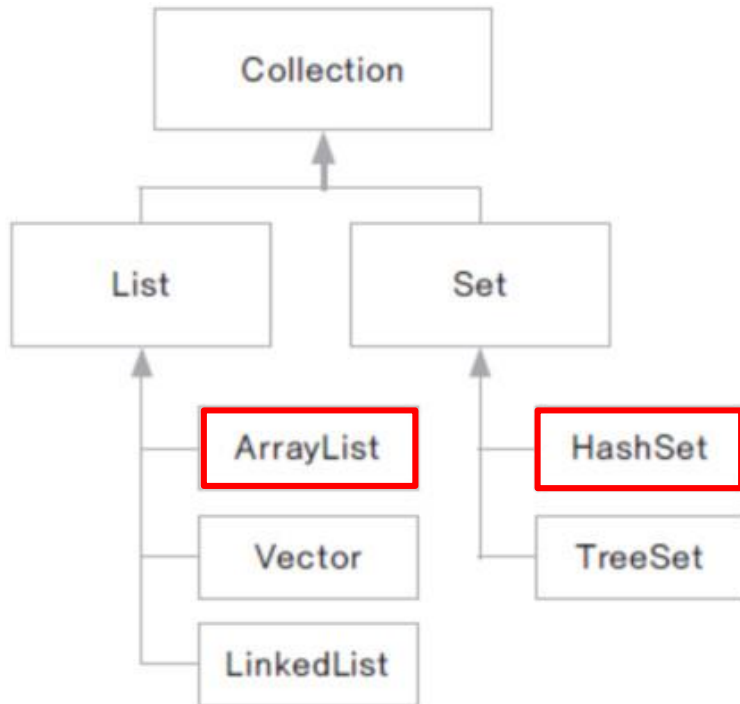 Collection
List
Set
ArrayList
HashSet
Vector
TreeSet
LinkedList